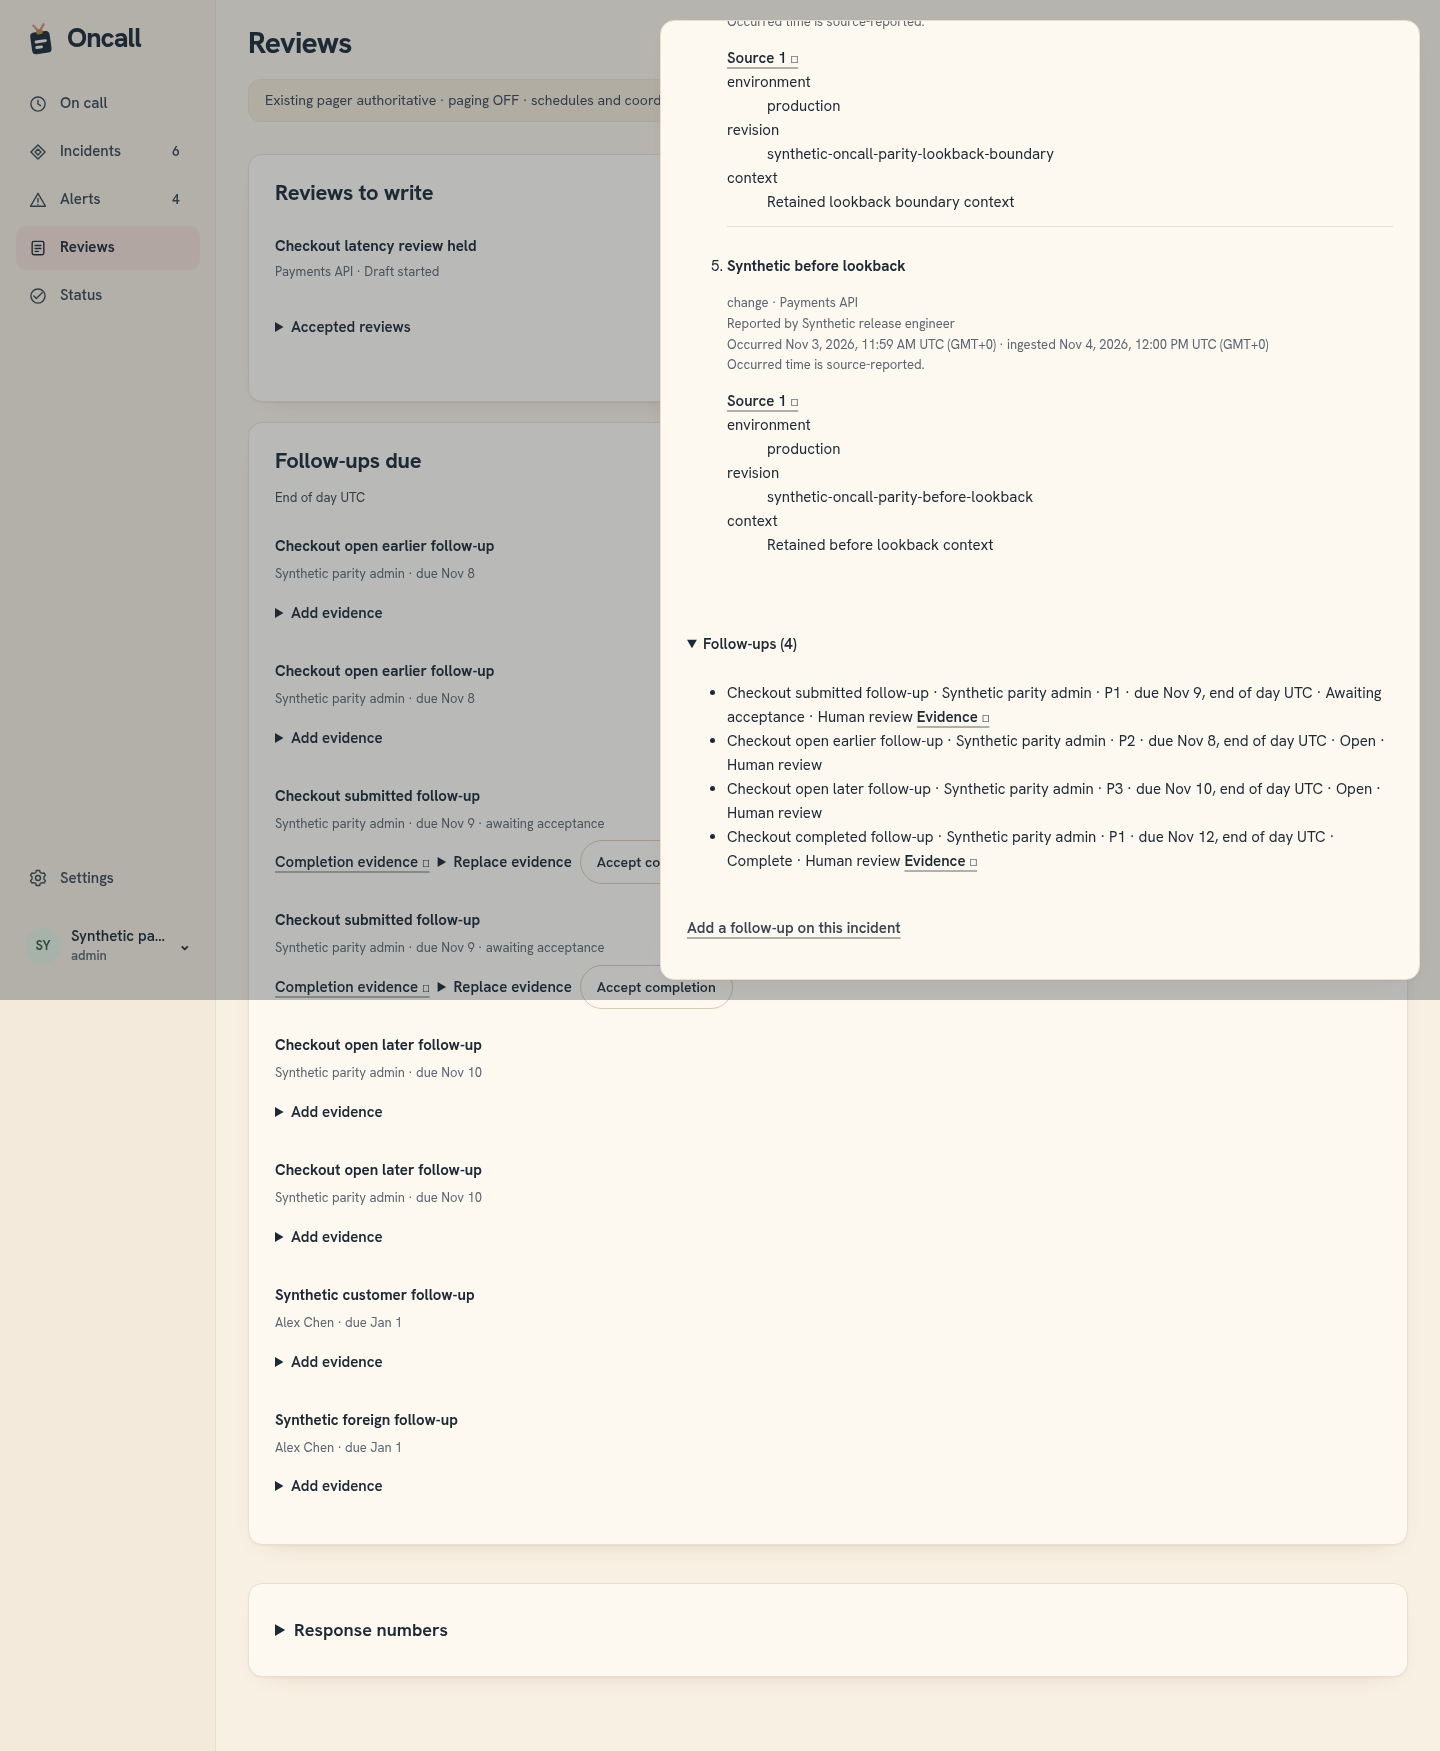 Oncall
On call
Incidents 6
Alerts 4
Reviews
Status
Settings
SY
Synthetic pa...
admin
Reviews
Existing pager authoritative · paging OFF · schedules and coord
Reviews to write
Checkout latency review held
Payments API · Draft started
Accepted reviews
Follow-ups due
End of day UTC
Checkout open earlier follow-up
Synthetic parity admin · due Nov 8
Add evidence
Checkout open earlier follow-up
Synthetic parity admin · due Nov 8
Add evidence
Checkout submitted follow-up
Synthetic parity admin · due Nov 9 · awaiting acceptance
Completion evidence Replace evidence Accept co
Checkout submitted follow-up
Synthetic parity admin · due Nov 9 · awaiting acceptance
Completion evidence Replace evidence Accept completion
Checkout open later follow-up
Synthetic parity admin · due Nov 10
Add evidence
Checkout open later follow-up
Synthetic parity admin · due Nov 10
Add evidence
Synthetic customer follow-up
Alex Chen · due Jan 1
Add evidence
Synthetic foreign follow-up
Alex Chen · due Jan 1
Add evidence
Response numbers
Occurred time is source-reported.
Source 1
environment
production
revision
synthetic-oncall-parity-lookback-boundary
context
Retained lookback boundary context
5. Synthetic before lookback
change · Payments API
Reported by Synthetic release engineer
Occurred Nov 3, 2026, 11:59 AM UTC (GMT+0) · ingested Nov 4, 2026, 12:00 PM UTC (GMT+0)
Occurred time is source-reported.
Source 1
environment
production
revision
synthetic-oncall-parity-before-lookback
context
Retained before lookback context
Follow-ups (4)
• Checkout submitted follow-up · Synthetic parity admin · P1 · due Nov 9, end of day UTC · Awaiting
acceptance · Human review Evidence
• Checkout open earlier follow-up · Synthetic parity admin · P2 · due Nov 8, end of day UTC · Open ·
Human review
• Checkout open later follow-up · Synthetic parity admin · P3 · due Nov 10, end of day UTC · Open ·
Human review
• Checkout completed follow-up · Synthetic parity admin · P1 · due Nov 12, end of day UTC ·
Complete · Human review Evidence
Add a follow-up on this incident